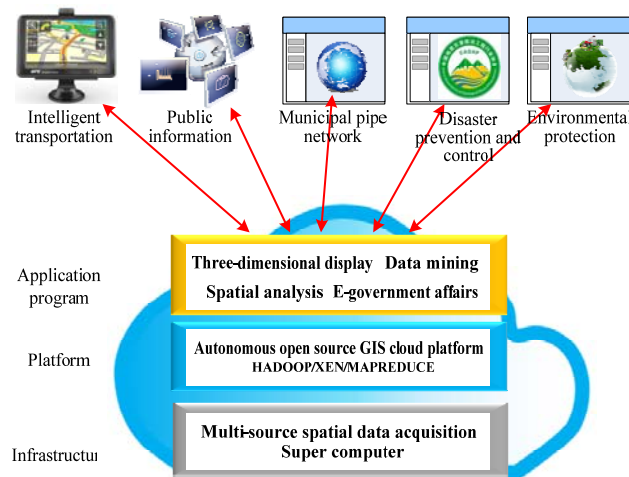 Intelligent
transportation
Public
information
Municipal pipe
network
Disaster
prevention and
control
Environmental
protection
Application
program
Three-dimensional display Data mining
Spatial analysis E-government affairs
Platform
Autonomous open source GIS cloud platform
HADOOP/XEN/MAPREDUCE
Infrastructur
Multi-source spatial data acquisition
Super computer